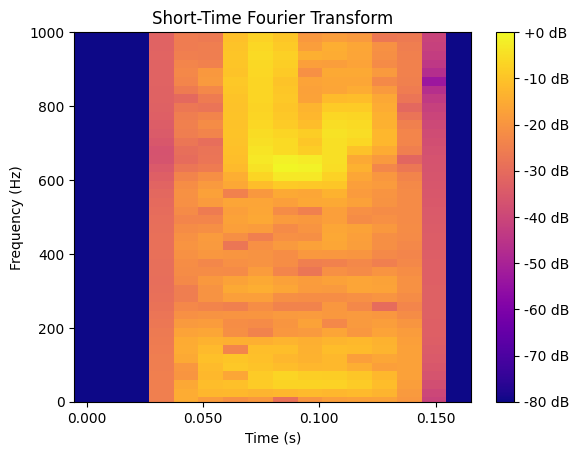 Short-Time Fourier Transform
1000
800
600
400
200
0
Frequency (Hz)
0.000
0.050
0.100
0.150
Time (s)
+0 dB
-10 dB
-20 dB
-30 dB
-40 dB
-50 dB
-60 dB
-70 dB
-80 dB